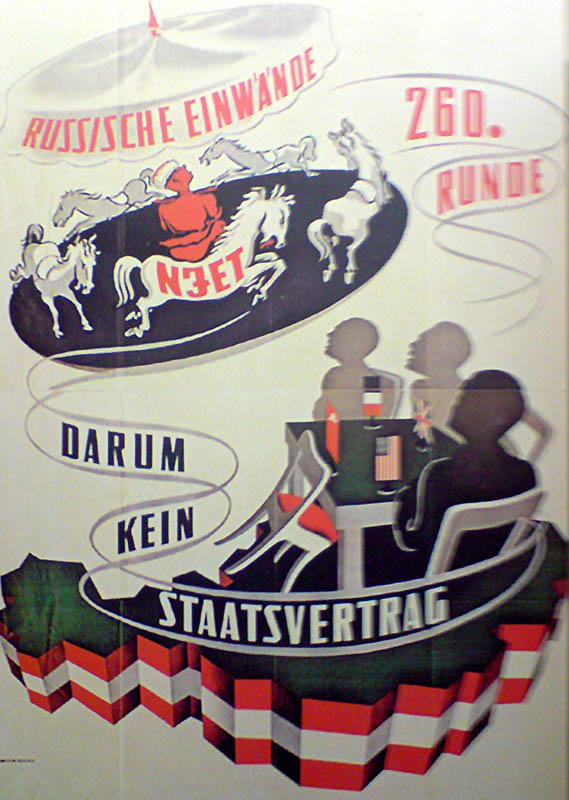 RUSSISCHE EINWÄNDE
260.
RUNDE
NJET
DARUM
KEIN
STAATSVERTRAG